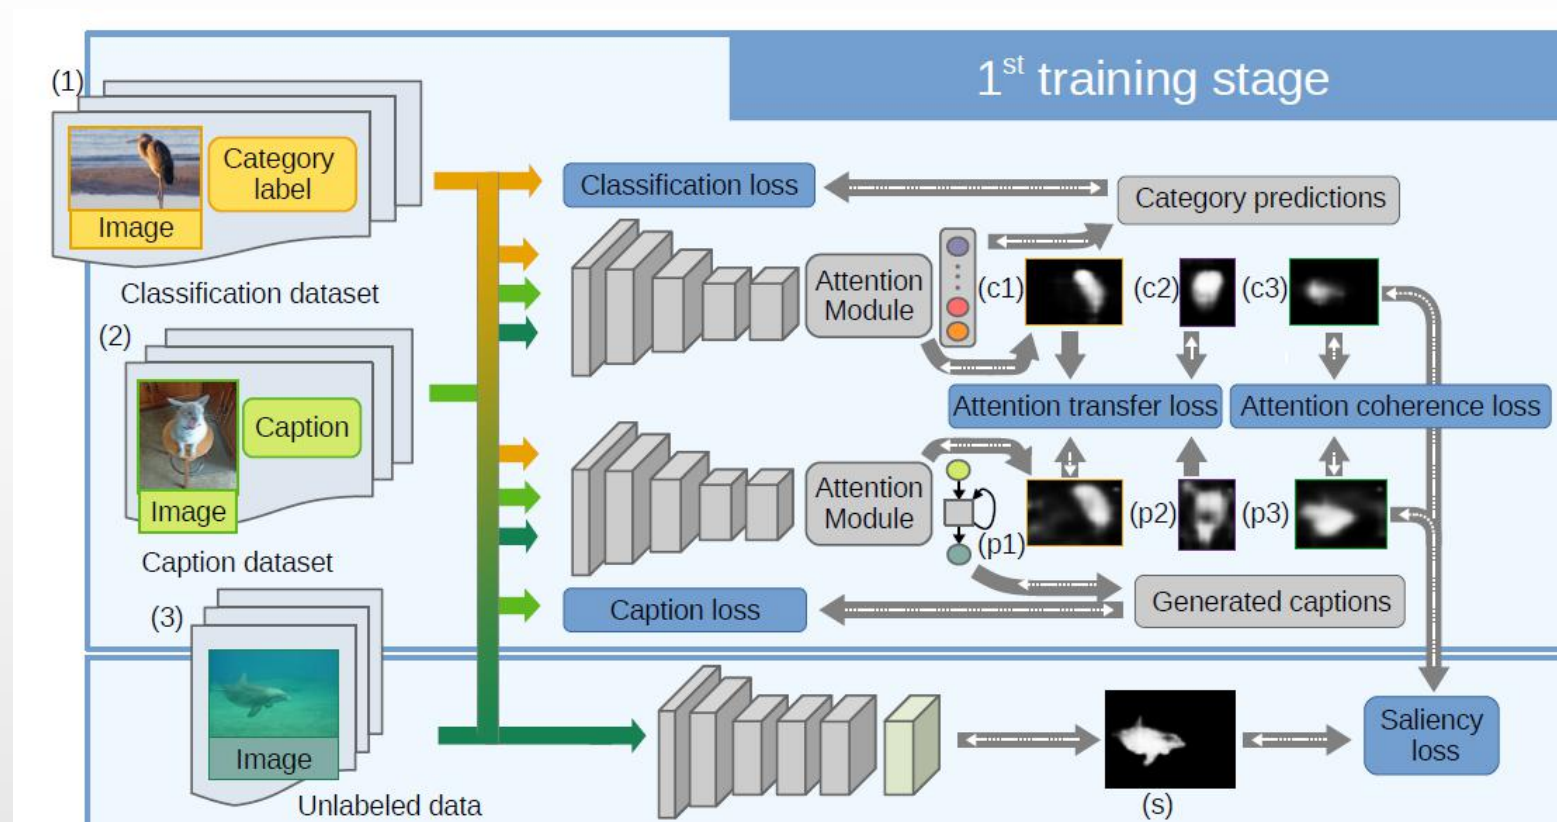 1st training stage
(1)
Category
label
Image
Classification dataset
(2)
Caption
Image
Caption dataset
(3)
Image
Unlabeled data
Classification loss
Category predictions
Attention
Module
(c1)
(c2)
(c3)
Attention transfer loss
Attention coherence loss
Attention
Module
(p1)
(p2)
(p3)
Caption loss
Generated captions
(s)
Saliency
loss